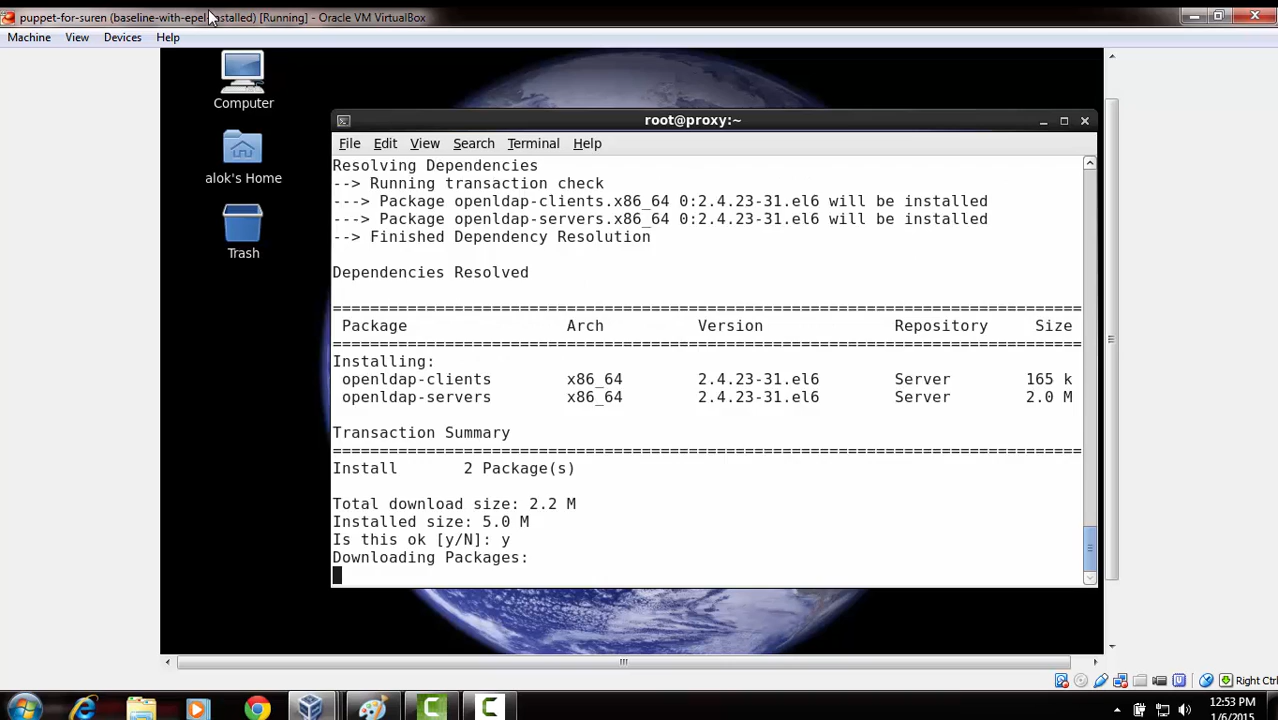 puppet-for-suren (baseline-with-epel-installed) [Running] - Oracle VM VirtualBox
Machine View Devices Help
Computer
alok's Home
Trash
root@proxy:~
File Edit View Search Terminal Help
Resolving Dependencies
--> Running transaction check
---> Package openldap-clients.x86_64 0:2.4.23-31.el6 will be installed
---> Package openldap-servers.x86_64 0:2.4.23-31.el6 will be installed
--> Finished Dependency Resolution
Dependencies Resolved
================================================================================
Package Arch Version Repository Size
================================================================================
Installing:
openldap-clients x86_64 2.4.23-31.el6 Server 165 k
openldap-servers x86_64 2.4.23-31.el6 Server 2.0 M
Transaction Summary
================================================================================
Install 2 Package(s)
Total download size: 2.2 M
Installed size: 5.0 M
Is this ok [y/N]: y
Downloading Packages:
Right Ctrl
12:53 PM
1/6/2015